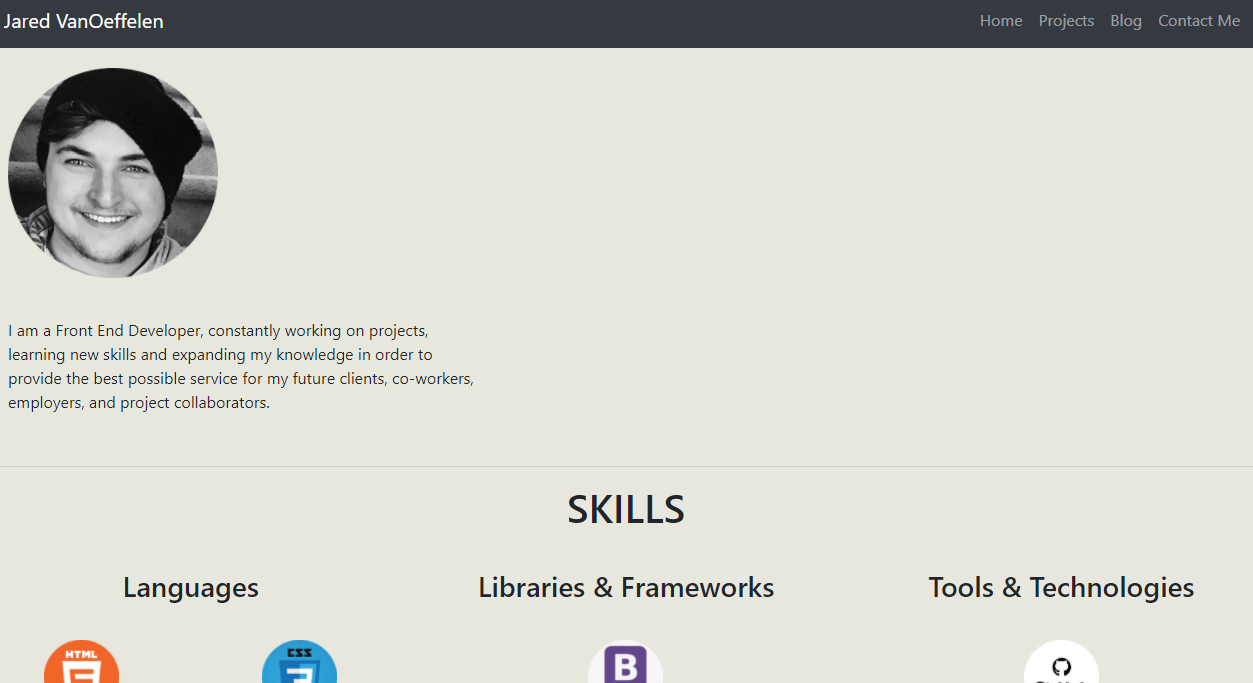 Jared VanOeffelen
Home Projects Blog Contact Me
I am a Front End Developer, constantly working on projects,
learning new skills and expanding my knowledge in order to
provide the best possible service for my future clients, co-workers,
employers, and project collaborators.
SKILLS
Languages
Libraries & Frameworks
Tools & Technologies
HTML
CSS
B